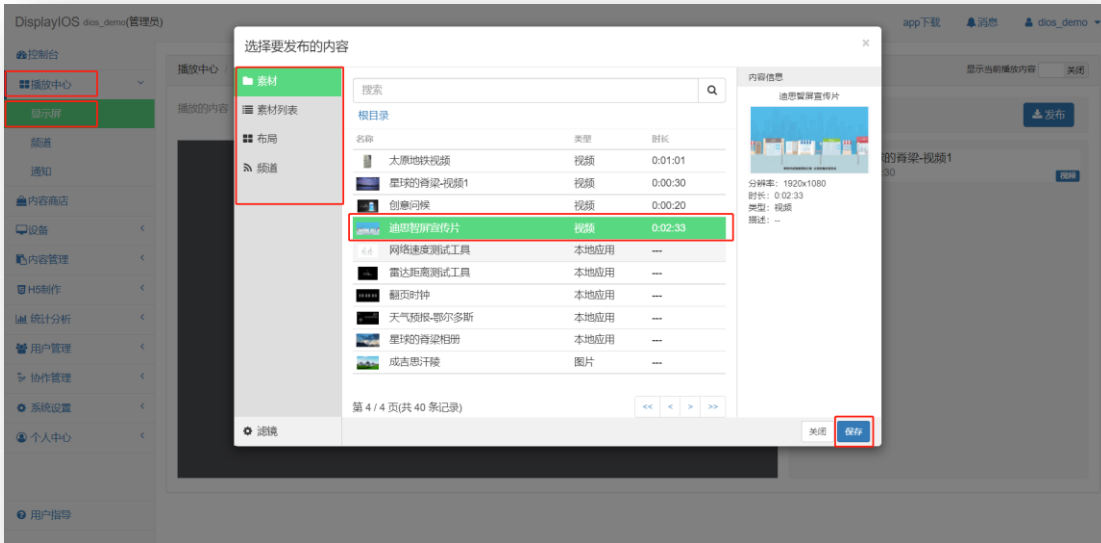 DisplayIOS dios_demo(管理员)
app下载 消息 dios_demo
控制台
播放中心
显示屏
频道
通知
内容商店
设备
内容管理
H5制作
统计分析
用户管理
协作管理
系统设置
个人中心
用户指导
播放中心 /
显示当前播放内容 关闭
播放的内容
发布
的脊梁-视频1
:30
视频
选择要发布的内容 ×
素材
素材列表
布局
频道
滤镜
搜索
根目录
名称 类型 时长
太原地铁视频 视频 0:01:01
星球的脊梁-视频1 视频 0:00:30
创意问候 视频 0:00:20
迪思智屏宣传片 视频 0:02:33
网络速度测试工具 本地应用 ---
雷达距离测试工具 本地应用 ---
翻页时钟 本地应用 ---
天气预报-鄂尔多斯 本地应用 ---
星球的脊梁相册 本地应用 ---
成吉思汗陵 图片 ---
第 4 / 4 页(共 40 条记录)
<< < > >>
内容信息
迪思智屏宣传片
分辨率: 1920x1080
时长: 0:02:33
类型: 视频
描述: --
关闭 保存